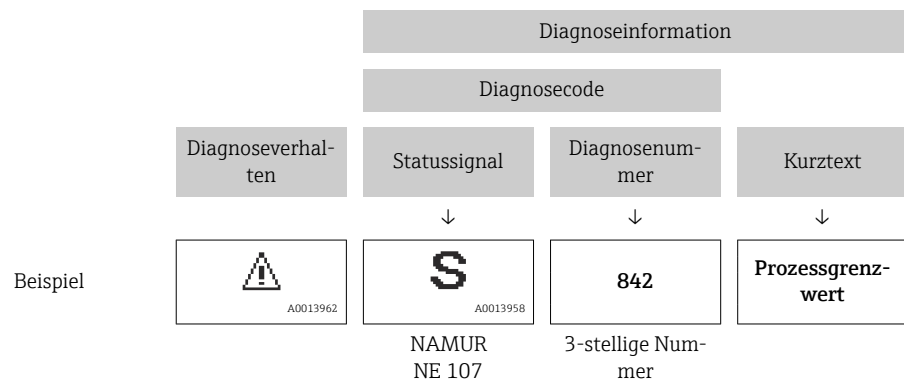 Diagnoseinformation
Diagnosecode
Diagnoseverhal-
ten
Statussignal
Diagnosenum-
mer
Kurztext
↓ ↓ ↓
Beispiel
⚠
A0013962
S
A0013958
842
Prozessgrenz-
wert
NAMUR
NE 107
3-stellige Num-
mer